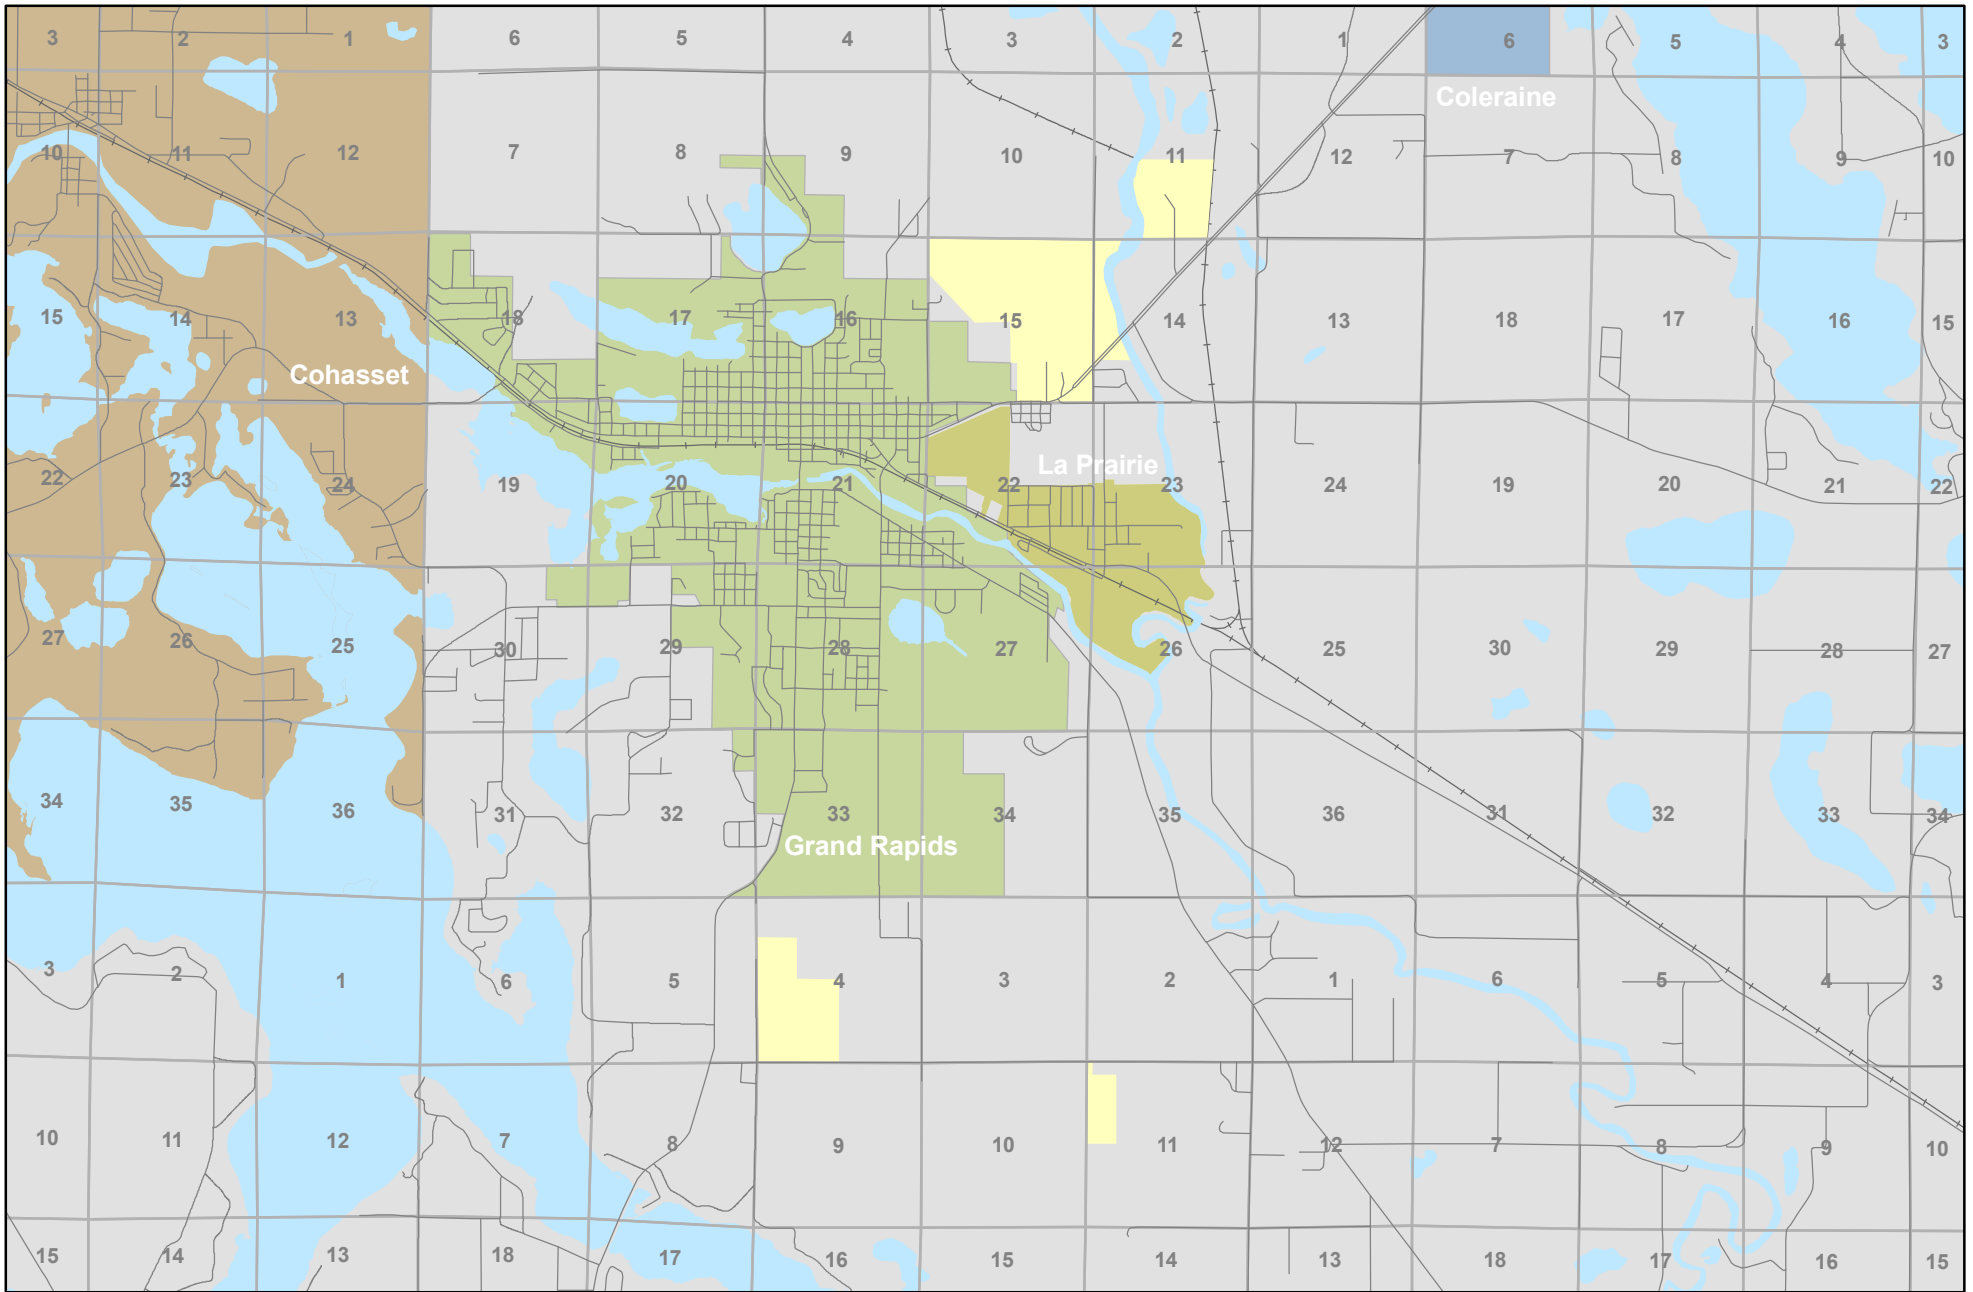 3 2 1 6 5 4 3 2 1 6 5 4 3
Coleraine
10 11 12 7 8 9 10 11 12 7 8 9 10
15 14 13 18 17 16 15 14 13 18 17 16 15
Cohasset
La Prairie
22 23 24 19 20 21 22 23 24 19 20 21 22
27 26 25 30 29 28 27 26 25 30 29 28 27
34 35 36 31 32 33 34 35 36 31 32 33 34
Grand Rapids
3 2 1 6 5 4 3 2 1 6 5 4 3
10 11 12 7 8 9 10 11 12 7 8 9 10
15 14 13 18 17 16 15 14 13 18 17 16 15